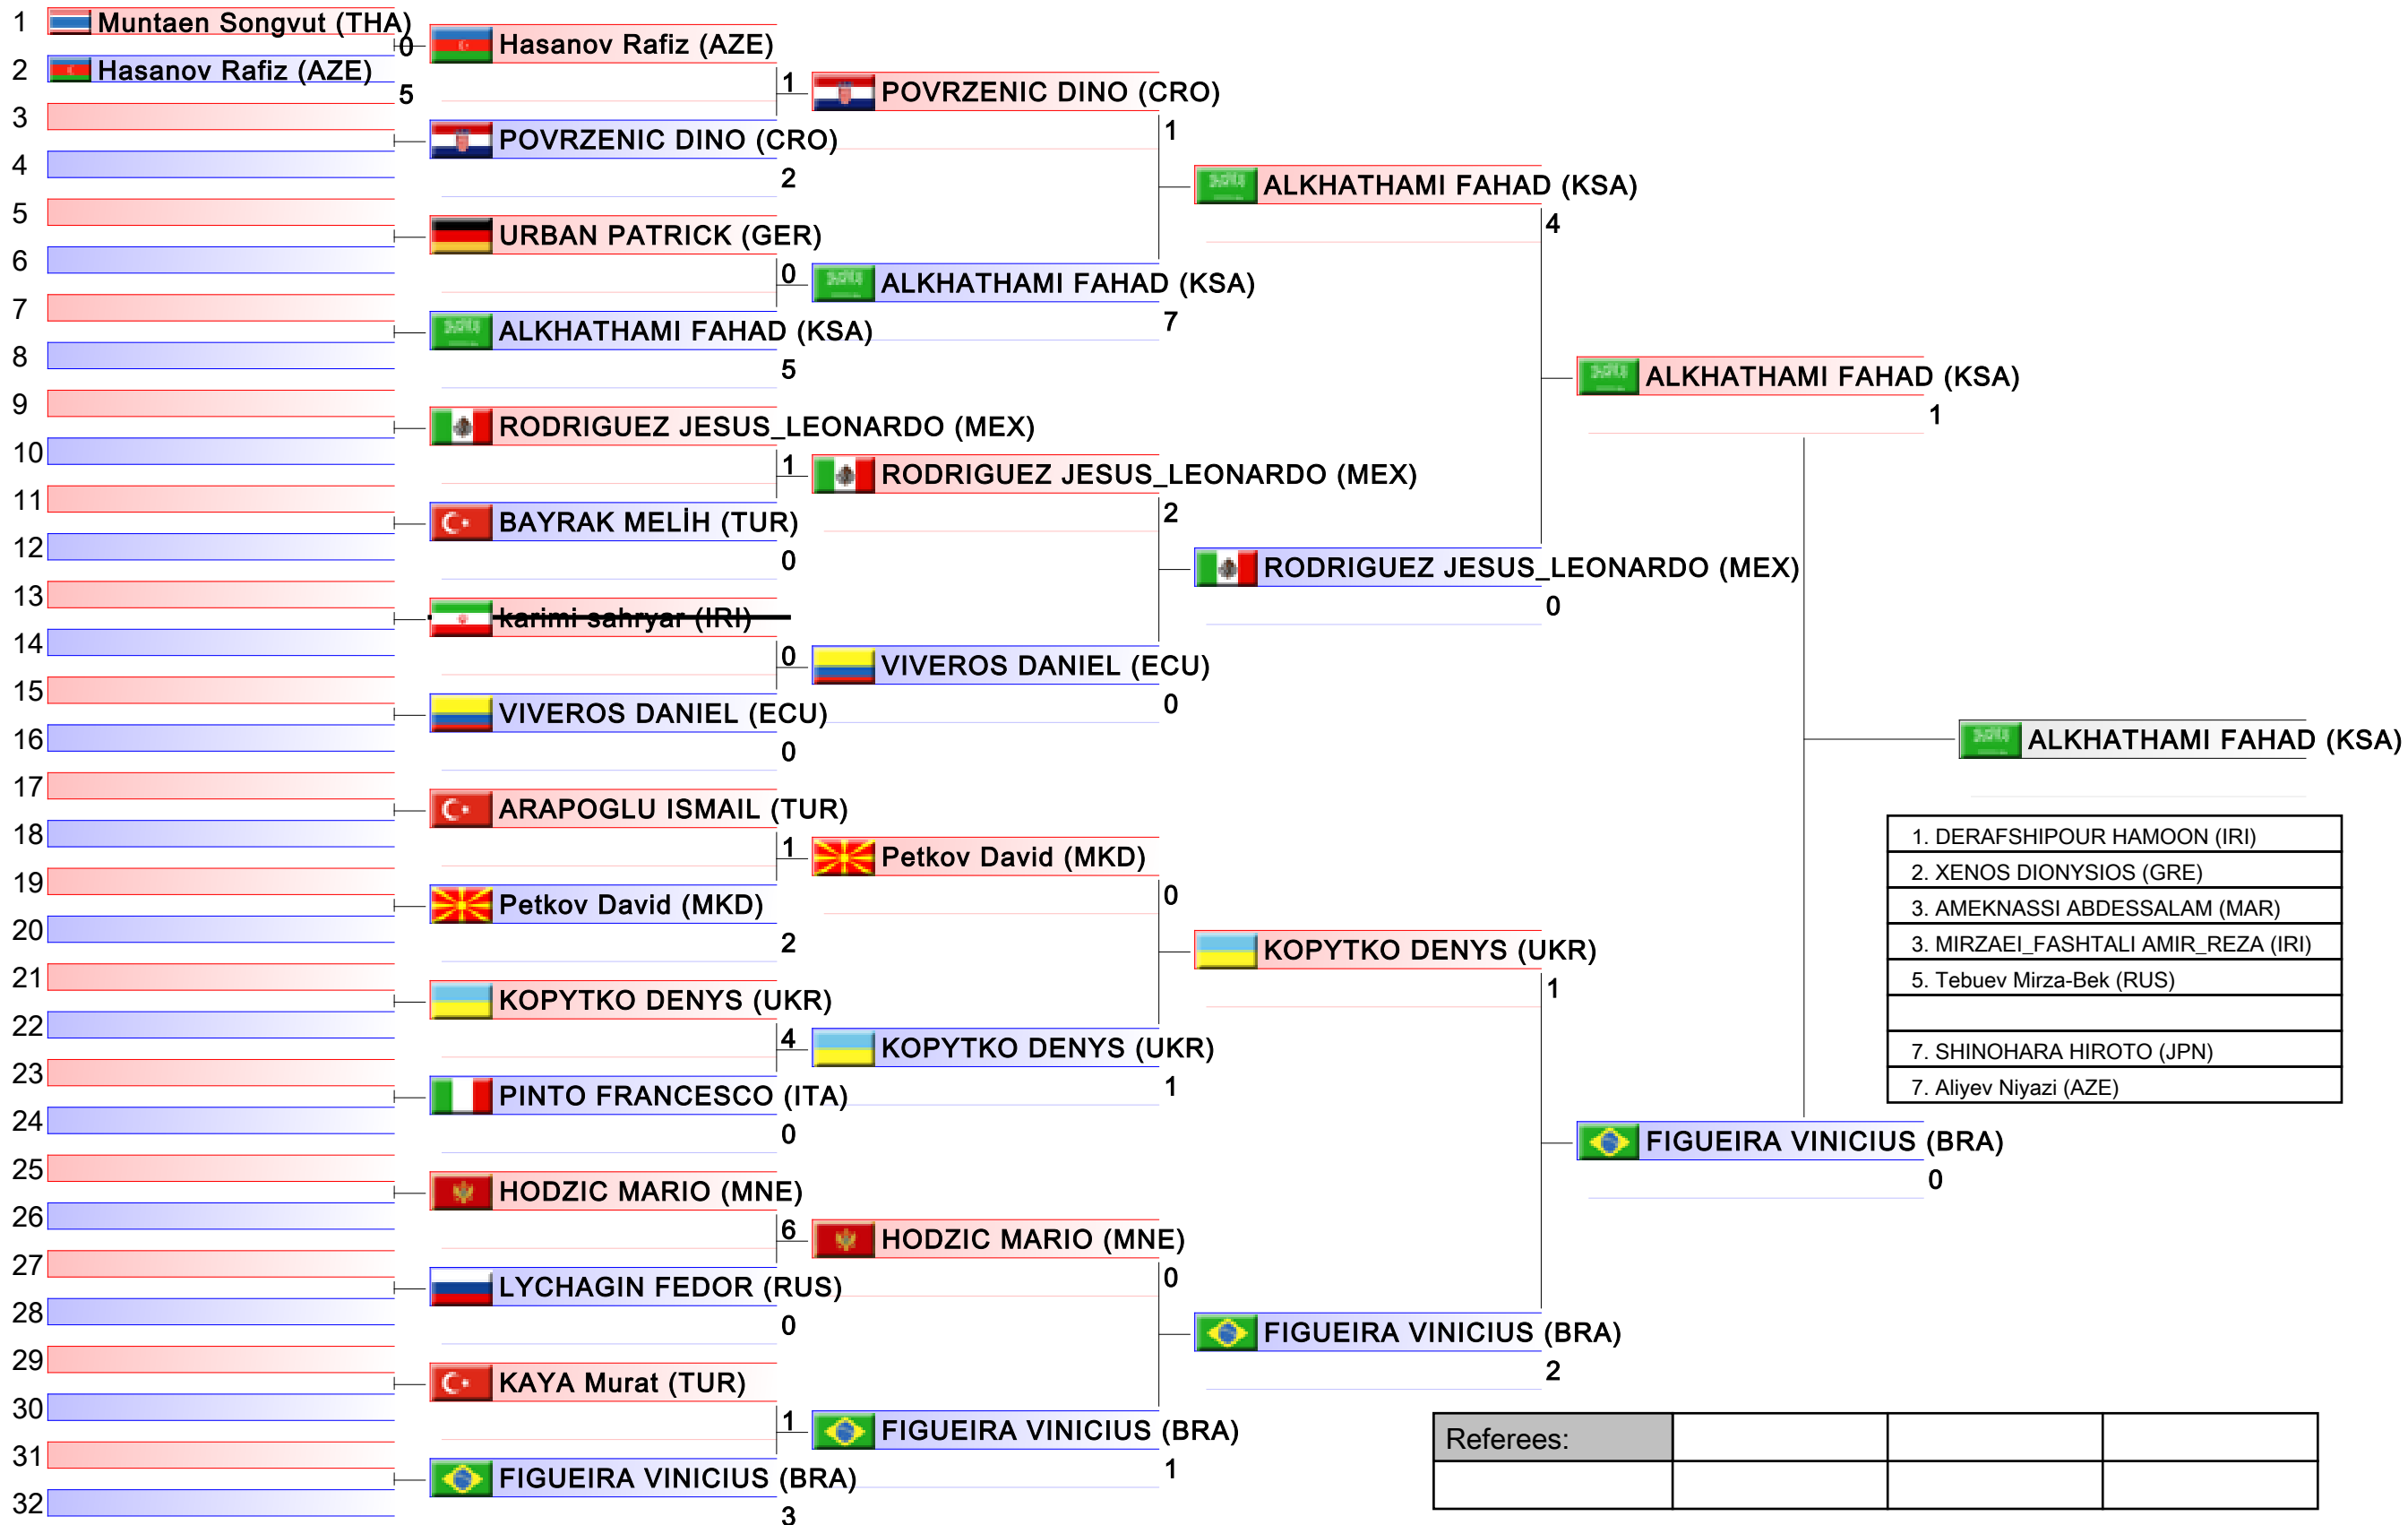 1 Muntaen Songvut (THA)
0
2 Hasanov Rafiz (AZE)
5
3
4
5
6
7
8
9
10
11
12
13
14
15
16
17
18
19
20
21
22
23
24
25
26
27
28
29
30
31
32
Hasanov Rafiz (AZE)
1
POVRZENIC DINO (CRO)
2
URBAN PATRICK (GER)
0
ALKHATHAMI FAHAD (KSA)
5
RODRIGUEZ JESUS_LEONARDO (MEX)
1
BAYRAK MELİH (TUR)
0
karimi sahryar (IRI)
0
VIVEROS DANIEL (ECU)
0
ARAPOGLU ISMAIL (TUR)
1
Petkov David (MKD)
2
KOPYTKO DENYS (UKR)
4
PINTO FRANCESCO (ITA)
0
HODZIC MARIO (MNE)
6
LYCHAGIN FEDOR (RUS)
0
KAYA Murat (TUR)
1
FIGUEIRA VINICIUS (BRA)
3
POVRZENIC DINO (CRO)
1
ALKHATHAMI FAHAD (KSA)
7
RODRIGUEZ JESUS_LEONARDO (MEX)
2
VIVEROS DANIEL (ECU)
0
Petkov David (MKD)
0
KOPYTKO DENYS (UKR)
1
HODZIC MARIO (MNE)
0
FIGUEIRA VINICIUS (BRA)
1
ALKHATHAMI FAHAD (KSA)
4
RODRIGUEZ JESUS_LEONARDO (MEX)
0
KOPYTKO DENYS (UKR)
1
FIGUEIRA VINICIUS (BRA)
2
ALKHATHAMI FAHAD (KSA)
1
FIGUEIRA VINICIUS (BRA)
0
ALKHATHAMI FAHAD (KSA)
1. DERAFSHIPOUR HAMOON (IRI)
2. XENOS DIONYSIOS (GRE)
3. AMEKNASSI ABDESSALAM (MAR)
3. MIRZAEI_FASHTALI AMIR_REZA (IRI)
5. Tebuev Mirza-Bek (RUS)
7. SHINOHARA HIROTO (JPN)
7. Aliyev Niyazi (AZE)
Referees: